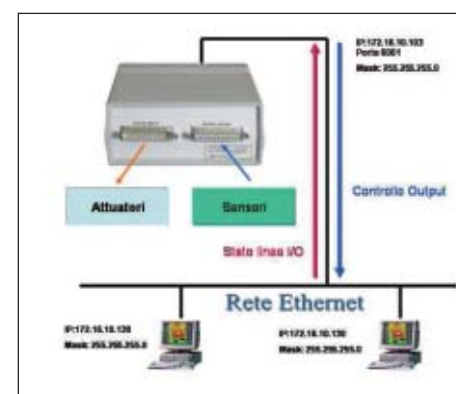 IP:172.16.10.103
Porta 8001
Mask: 255.255.255.0
Attuatori
Sensori
Controllo Output
Stato linee I/O
Rete Ethernet
IP:172.16.10.130
Mask: 255.255.255.0
IP:172.16.10.130
Mask: 255.255.255.0